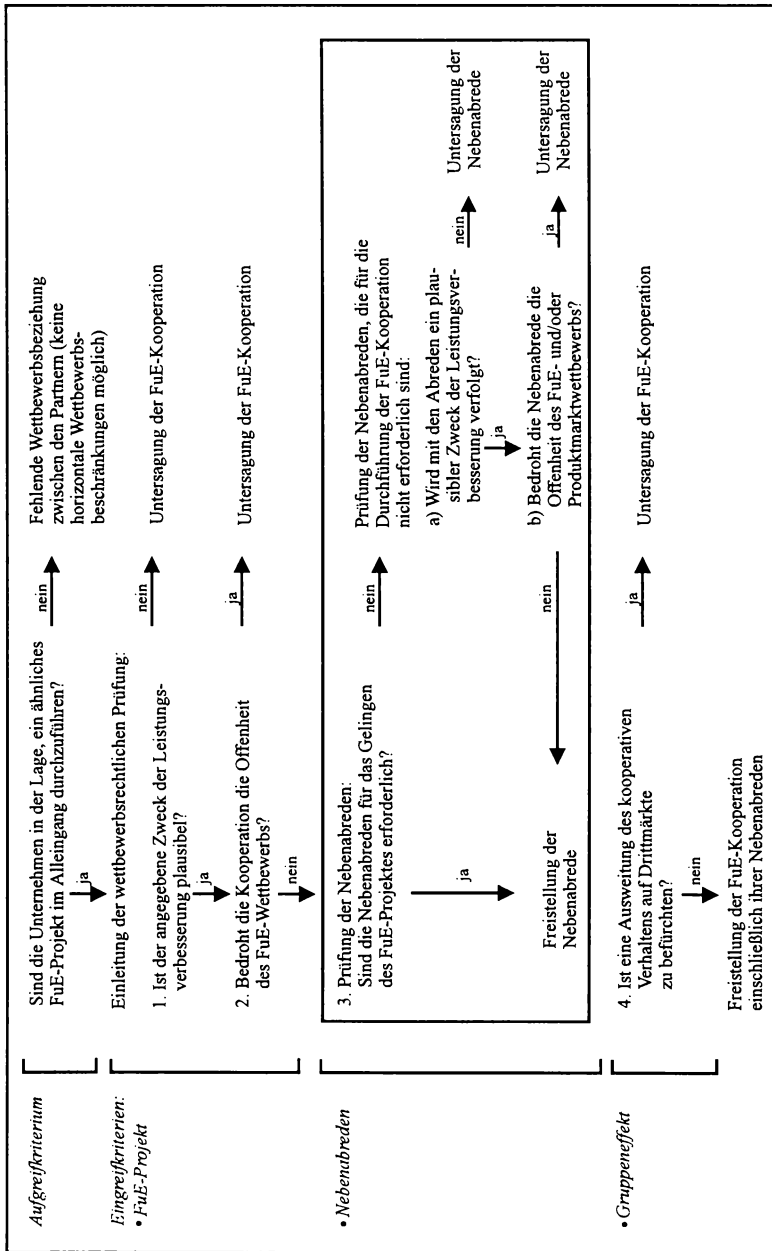 Aufgreifkriterium
Sind die Unternehmen in der Lage, ein ähnliches
FuE-Projekt im Alleingang durchzuführen?
nein
Fehlende Wettbewerbsbeziehung
zwischen den Partnern (keine
horizontale Wettbewerbs-
beschränkungen möglich)
ja
Eingreifkriterien:
• FuE-Projekt
Einleitung der wettbewerbsrechtlichen Prüfung:
1. Ist der angegebene Zweck der Leistungs-
verbesserung plausibel?
nein
Untersagung der FuE-Kooperation
ja
2. Bedroht die Kooperation die Offenheit
des FuE-Wettbewerbs?
ja
Untersagung der FuE-Kooperation
nein
• Nebenabreden
3. Prüfung der Nebenabreden:
Sind die Nebenabreden für das Gelingen
des FuE-Projektes erforderlich?
nein
Prüfung der Nebenabreden, die für die
Durchführung der FuE-Kooperation
nicht erforderlich sind:
a) Wird mit den Abreden ein plau-
sibler Zweck der Leistungsver-
besserung verfolgt?
nein
Untersagung der
Nebenabrede
ja
ja
b) Bedroht die Nebenabrede die
Offenheit des FuE- und/oder
Produktmarktwettbewerbs?
ja
Untersagung der
Nebenabrede
nein
Freistellung der
Nebenabrede
• Gruppeneffekt
4. Ist eine Ausweitung des kooperativen
Verhaltens auf Drittmärkte
zu befürchten?
ja
Untersagung der FuE-Kooperation
nein
Freistellung der FuE-Kooperation
einschließlich ihrer Nebenabreden